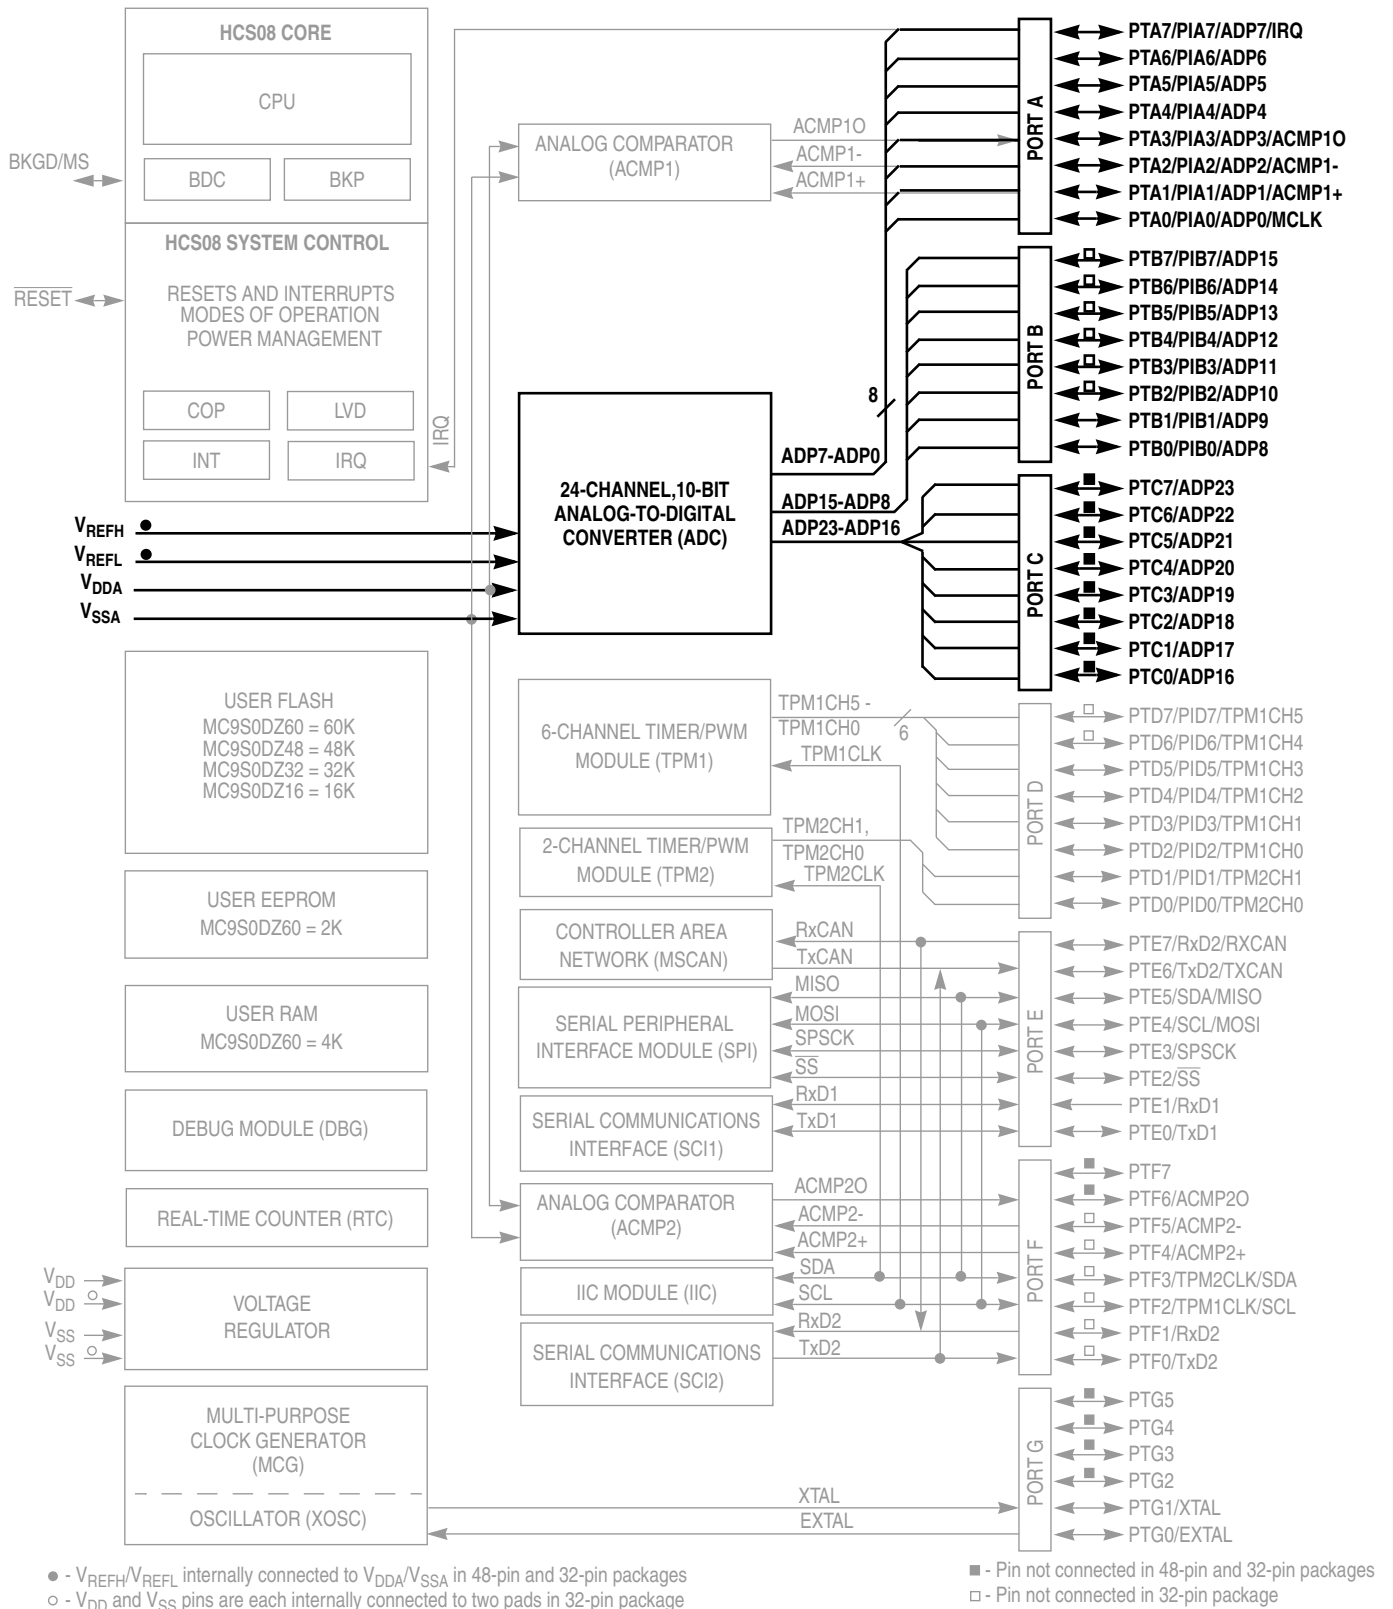 HCS08 CORE
CPU
BDC
BKP
BKGD/MS
HCS08 SYSTEM CONTROL
RESETS AND INTERRUPTS
MODES OF OPERATION
POWER MANAGEMENT
RESET
COP
LVD
INT
IRQ
IRQ
VREFH
VREFL
VDDA
VSSA
USER FLASH
MC9S0DZ60 = 60K
MC9S0DZ48 = 48K
MC9S0DZ32 = 32K
MC9S0DZ16 = 16K
USER EEPROM
MC9S0DZ60 = 2K
USER RAM
MC9S0DZ60 = 4K
DEBUG MODULE (DBG)
REAL-TIME COUNTER (RTC)
VDD
VDD
VSS
VSS
VOLTAGE
REGULATOR
MULTI-PURPOSE
CLOCK GENERATOR
(MCG)
OSCILLATOR (XOSC)
ANALOG COMPARATOR
(ACMP1)
ACMP1O
ACMP1-
ACMP1+
24-CHANNEL,10-BIT
ANALOG-TO-DIGITAL
CONVERTER (ADC)
8
ADP7-ADP0
ADP15-ADP8
ADP23-ADP16
6-CHANNEL TIMER/PWM
MODULE (TPM1)
TPM1CH5 -
TPM1CH0
6
TPM1CLK
2-CHANNEL TIMER/PWM
MODULE (TPM2)
TPM2CH1,
TPM2CH0
TPM2CLK
CONTROLLER AREA
NETWORK (MSCAN)
RxCAN
TxCAN
SERIAL PERIPHERAL
INTERFACE MODULE (SPI)
MISO
MOSI
SPSCK
SS
SERIAL COMMUNICATIONS
INTERFACE (SCI1)
RxD1
TxD1
ANALOG COMPARATOR
(ACMP2)
ACMP2O
ACMP2-
ACMP2+
IIC MODULE (IIC)
SDA
SCL
SERIAL COMMUNICATIONS
INTERFACE (SCI2)
RxD2
TxD2
XTAL
EXTAL
PORT A
PTA7/PIA7/ADP7/IRQ
PTA6/PIA6/ADP6
PTA5/PIA5/ADP5
PTA4/PIA4/ADP4
PTA3/PIA3/ADP3/ACMP1O
PTA2/PIA2/ADP2/ACMP1-
PTA1/PIA1/ADP1/ACMP1+
PTA0/PIA0/ADP0/MCLK
PORT B
PTB7/PIB7/ADP15
PTB6/PIB6/ADP14
PTB5/PIB5/ADP13
PTB4/PIB4/ADP12
PTB3/PIB3/ADP11
PTB2/PIB2/ADP10
PTB1/PIB1/ADP9
PTB0/PIB0/ADP8
PORT C
PTC7/ADP23
PTC6/ADP22
PTC5/ADP21
PTC4/ADP20
PTC3/ADP19
PTC2/ADP18
PTC1/ADP17
PTC0/ADP16
PORT D
PTD7/PID7/TPM1CH5
PTD6/PID6/TPM1CH4
PTD5/PID5/TPM1CH3
PTD4/PID4/TPM1CH2
PTD3/PID3/TPM1CH1
PTD2/PID2/TPM1CH0
PTD1/PID1/TPM2CH1
PTD0/PID0/TPM2CH0
PORT E
PTE7/RxD2/RXCAN
PTE6/TxD2/TXCAN
PTE5/SDA/MISO
PTE4/SCL/MOSI
PTE3/SPSCK
PTE2/SS
PTE1/RxD1
PTE0/TxD1
PORT F
PTF7
PTF6/ACMP2O
PTF5/ACMP2-
PTF4/ACMP2+
PTF3/TPM2CLK/SDA
PTF2/TPM1CLK/SCL
PTF1/RxD2
PTF0/TxD2
PORT G
PTG5
PTG4
PTG3
PTG2
PTG1/XTAL
PTG0/EXTAL
● - VREFH/VREFL internally connected to VDDA/VSSA in 48-pin and 32-pin packages
○ - VDD and VSS pins are each internally connected to two pads in 32-pin package
■ - Pin not connected in 48-pin and 32-pin packages
□ - Pin not connected in 32-pin package